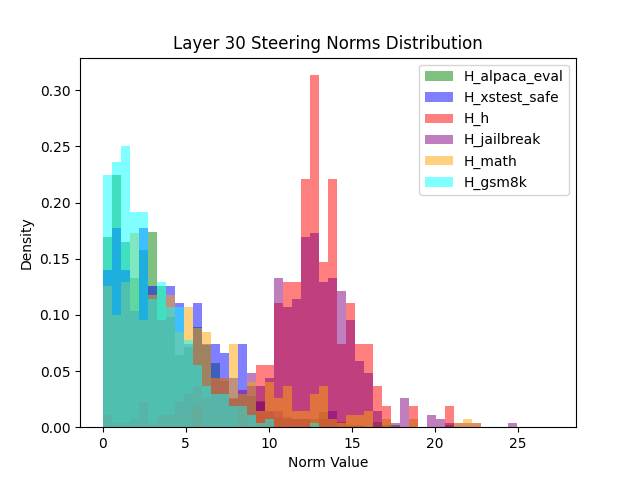 Layer 30 Steering Norms Distribution
H_alpaca_eval
H_xstest_safe
H_h
H_jailbreak
H_math
H_gsm8k
Density
0.30
0.25
0.20
0.15
0.10
0.05
0.00
0 5 10 15 20 25
Norm Value